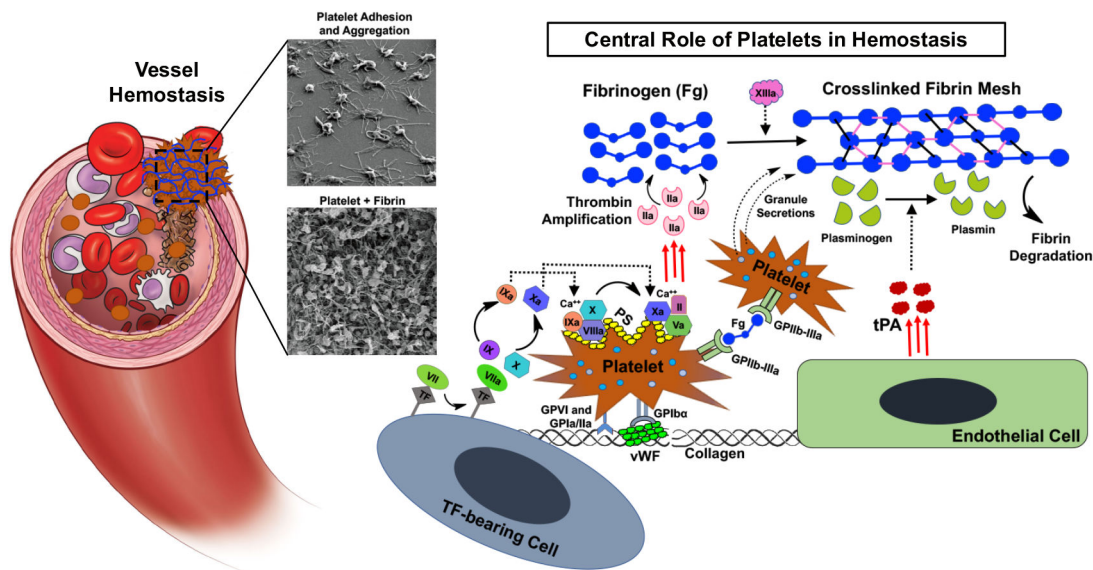 Platelet Adhesion
and Aggregation
Vessel
Hemostasis
Platelet + Fibrin
Central Role of Platelets in Hemostasis
Fibrinogen (Fg)
XIIIa
Crosslinked Fibrin Mesh
Thrombin
Amplification
IIa
IIa
IIa
IIa
Granule
Secretions
Plasminogen
Plasmin
Fibrin
Degradation
Platelet
GPIIb-IIIa
Fg
GPIIb-IIIa
tPA
IXa
Xa
Ca++
X
IXa
VIIIa
PS
Ca++
Xa
II
Va
IX
X
Platelet
VII
TF
VIIa
TF
GPVI and
GPIa/IIa
GPIbα
vWF
Collagen
Endothelial Cell
TF-bearing Cell